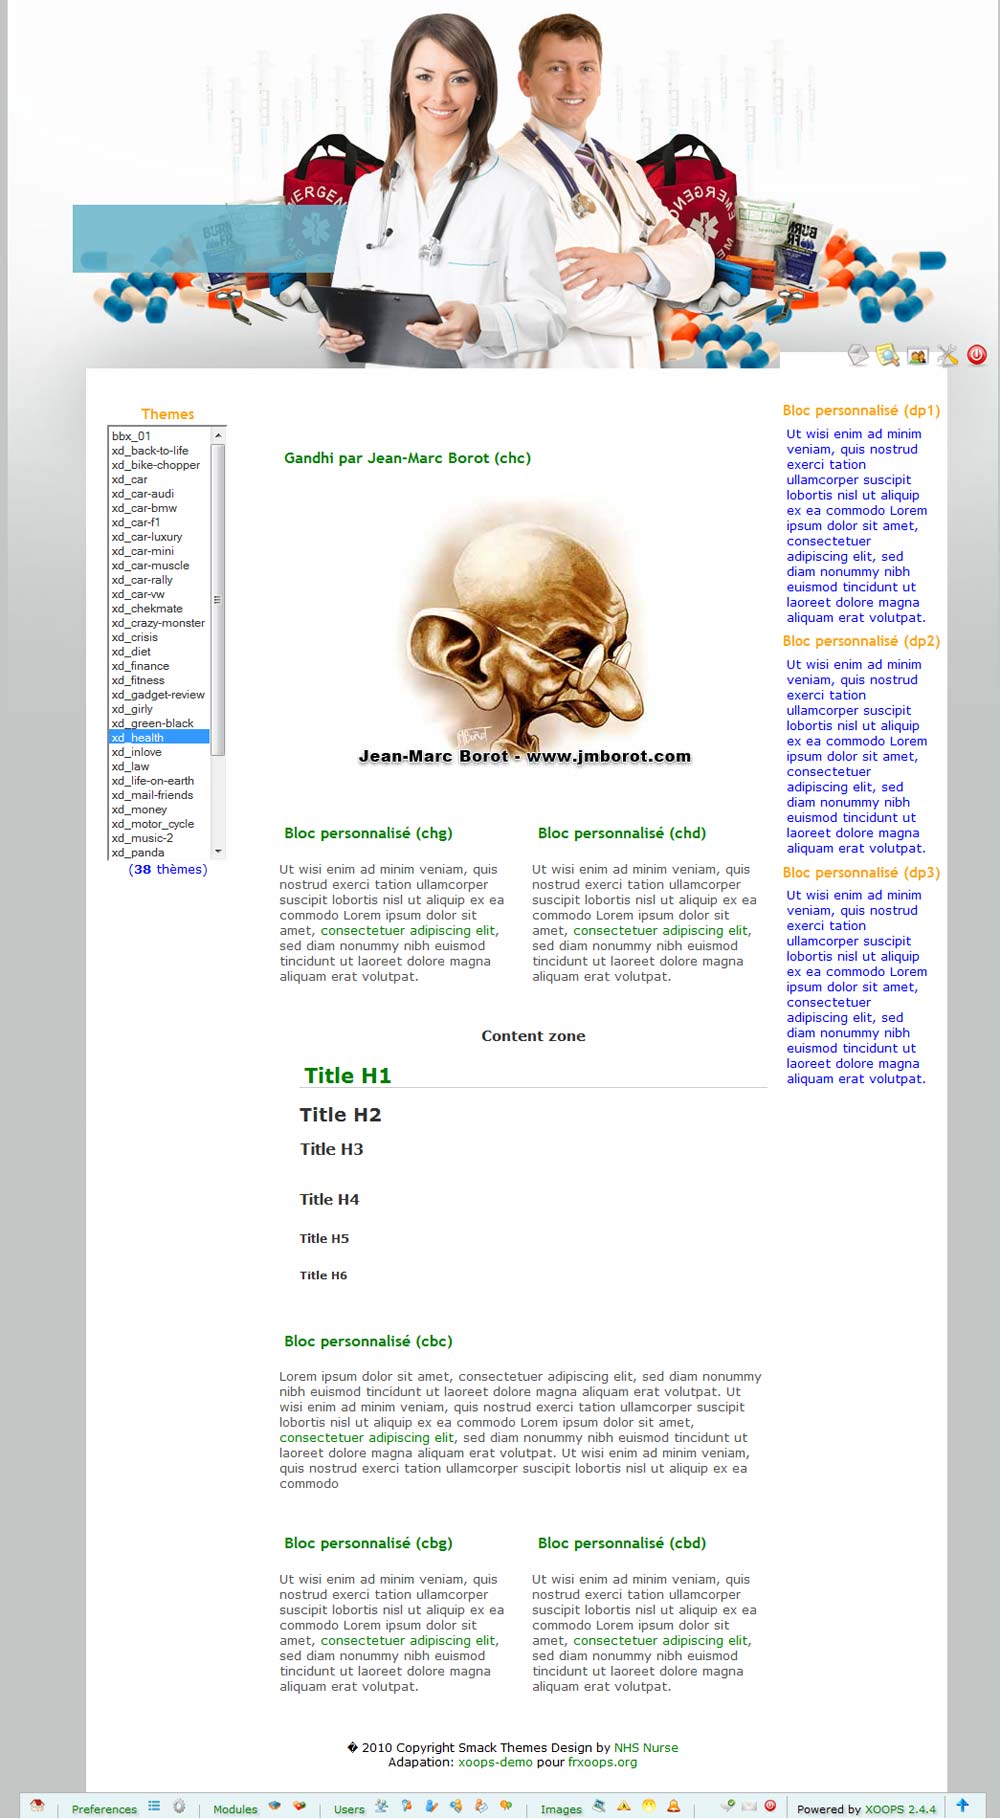 Themes
bbx_01
xd_back-to-life
xd_bike-chopper
xd_car
xd_car-audi
xd_car-bmw
xd_car-f1
xd_car-luxury
xd_car-mini
xd_car-muscle
xd_car-rally
xd_car-vw
xd_chekmate
xd_crazy-monster
xd_crisis
xd_diet
xd_finance
xd_fitness
xd_gadget-review
xd_girly
xd_green-black
xd_health
xd_inlove
xd_law
xd_life-on-earth
xd_mail-friends
xd_money
xd_motor_cycle
xd_music-2
xd_panda
(38 thèmes)
Gandhi par Jean-Marc Borot (chc)
Jean-Marc Borot - www.jmborot.com
Bloc personnalisé (chg)
Ut wisi enim ad minim veniam, quis
nostrud exerci tation ullamcorper
suscipit lobortis nisl ut aliquip ex ea
commodo Lorem ipsum dolor sit
amet, consectetuer adipiscing elit,
sed diam nonummy nibh euismod
tincidunt ut laoreet dolore magna
aliquam erat volutpat.
Bloc personnalisé (chd)
Ut wisi enim ad minim veniam, quis
nostrud exerci tation ullamcorper
suscipit lobortis nisl ut aliquip ex ea
commodo Lorem ipsum dolor sit
amet, consectetuer adipiscing elit,
sed diam nonummy nibh euismod
tincidunt ut laoreet dolore magna
aliquam erat volutpat.
Content zone
Title H1
Title H2
Title H3
Title H4
Title H5
Title H6
Bloc personnalisé (cbc)
Lorem ipsum dolor sit amet, consectetuer adipiscing elit, sed diam nonummy
nibh euismod tincidunt ut laoreet dolore magna aliquam erat volutpat. Ut
wisi enim ad minim veniam, quis nostrud exerci tation ullamcorper suscipit
lobortis nisl ut aliquip ex ea commodo Lorem ipsum dolor sit amet,
consectetuer adipiscing elit, sed diam nonummy nibh euismod tincidunt ut
laoreet dolore magna aliquam erat volutpat. Ut wisi enim ad minim veniam,
quis nostrud exerci tation ullamcorper suscipit lobortis nisl ut aliquip ex ea
commodo
Bloc personnalisé (cbg)
Ut wisi enim ad minim veniam, quis
nostrud exerci tation ullamcorper
suscipit lobortis nisl ut aliquip ex ea
commodo Lorem ipsum dolor sit
amet, consectetuer adipiscing elit,
sed diam nonummy nibh euismod
tincidunt ut laoreet dolore magna
aliquam erat volutpat.
Bloc personnalisé (cbd)
Ut wisi enim ad minim veniam, quis
nostrud exerci tation ullamcorper
suscipit lobortis nisl ut aliquip ex ea
commodo Lorem ipsum dolor sit
amet, consectetuer adipiscing elit,
sed diam nonummy nibh euismod
tincidunt ut laoreet dolore magna
aliquam erat volutpat.
Bloc personnalisé (dp1)
Ut wisi enim ad minim
veniam, quis nostrud
exerci tation
ullamcorper suscipit
lobortis nisl ut aliquip
ex ea commodo Lorem
ipsum dolor sit amet,
consectetuer
adipiscing elit, sed
diam nonummy nibh
euismod tincidunt ut
laoreet dolore magna
aliquam erat volutpat.
Bloc personnalisé (dp2)
Ut wisi enim ad minim
veniam, quis nostrud
exerci tation
ullamcorper suscipit
lobortis nisl ut aliquip
ex ea commodo Lorem
ipsum dolor sit amet,
consectetuer
adipiscing elit, sed
diam nonummy nibh
euismod tincidunt ut
laoreet dolore magna
aliquam erat volutpat.
Bloc personnalisé (dp3)
Ut wisi enim ad minim
veniam, quis nostrud
exerci tation
ullamcorper suscipit
lobortis nisl ut aliquip
ex ea commodo Lorem
ipsum dolor sit amet,
consectetuer
adipiscing elit, sed
diam nonummy nibh
euismod tincidunt ut
laoreet dolore magna
aliquam erat volutpat.
� 2010 Copyright Smack Themes Design by NHS Nurse
Adapation: xoops-demo pour frxoops.org
Preferences Modules Users Images Powered by XOOPS 2.4.4